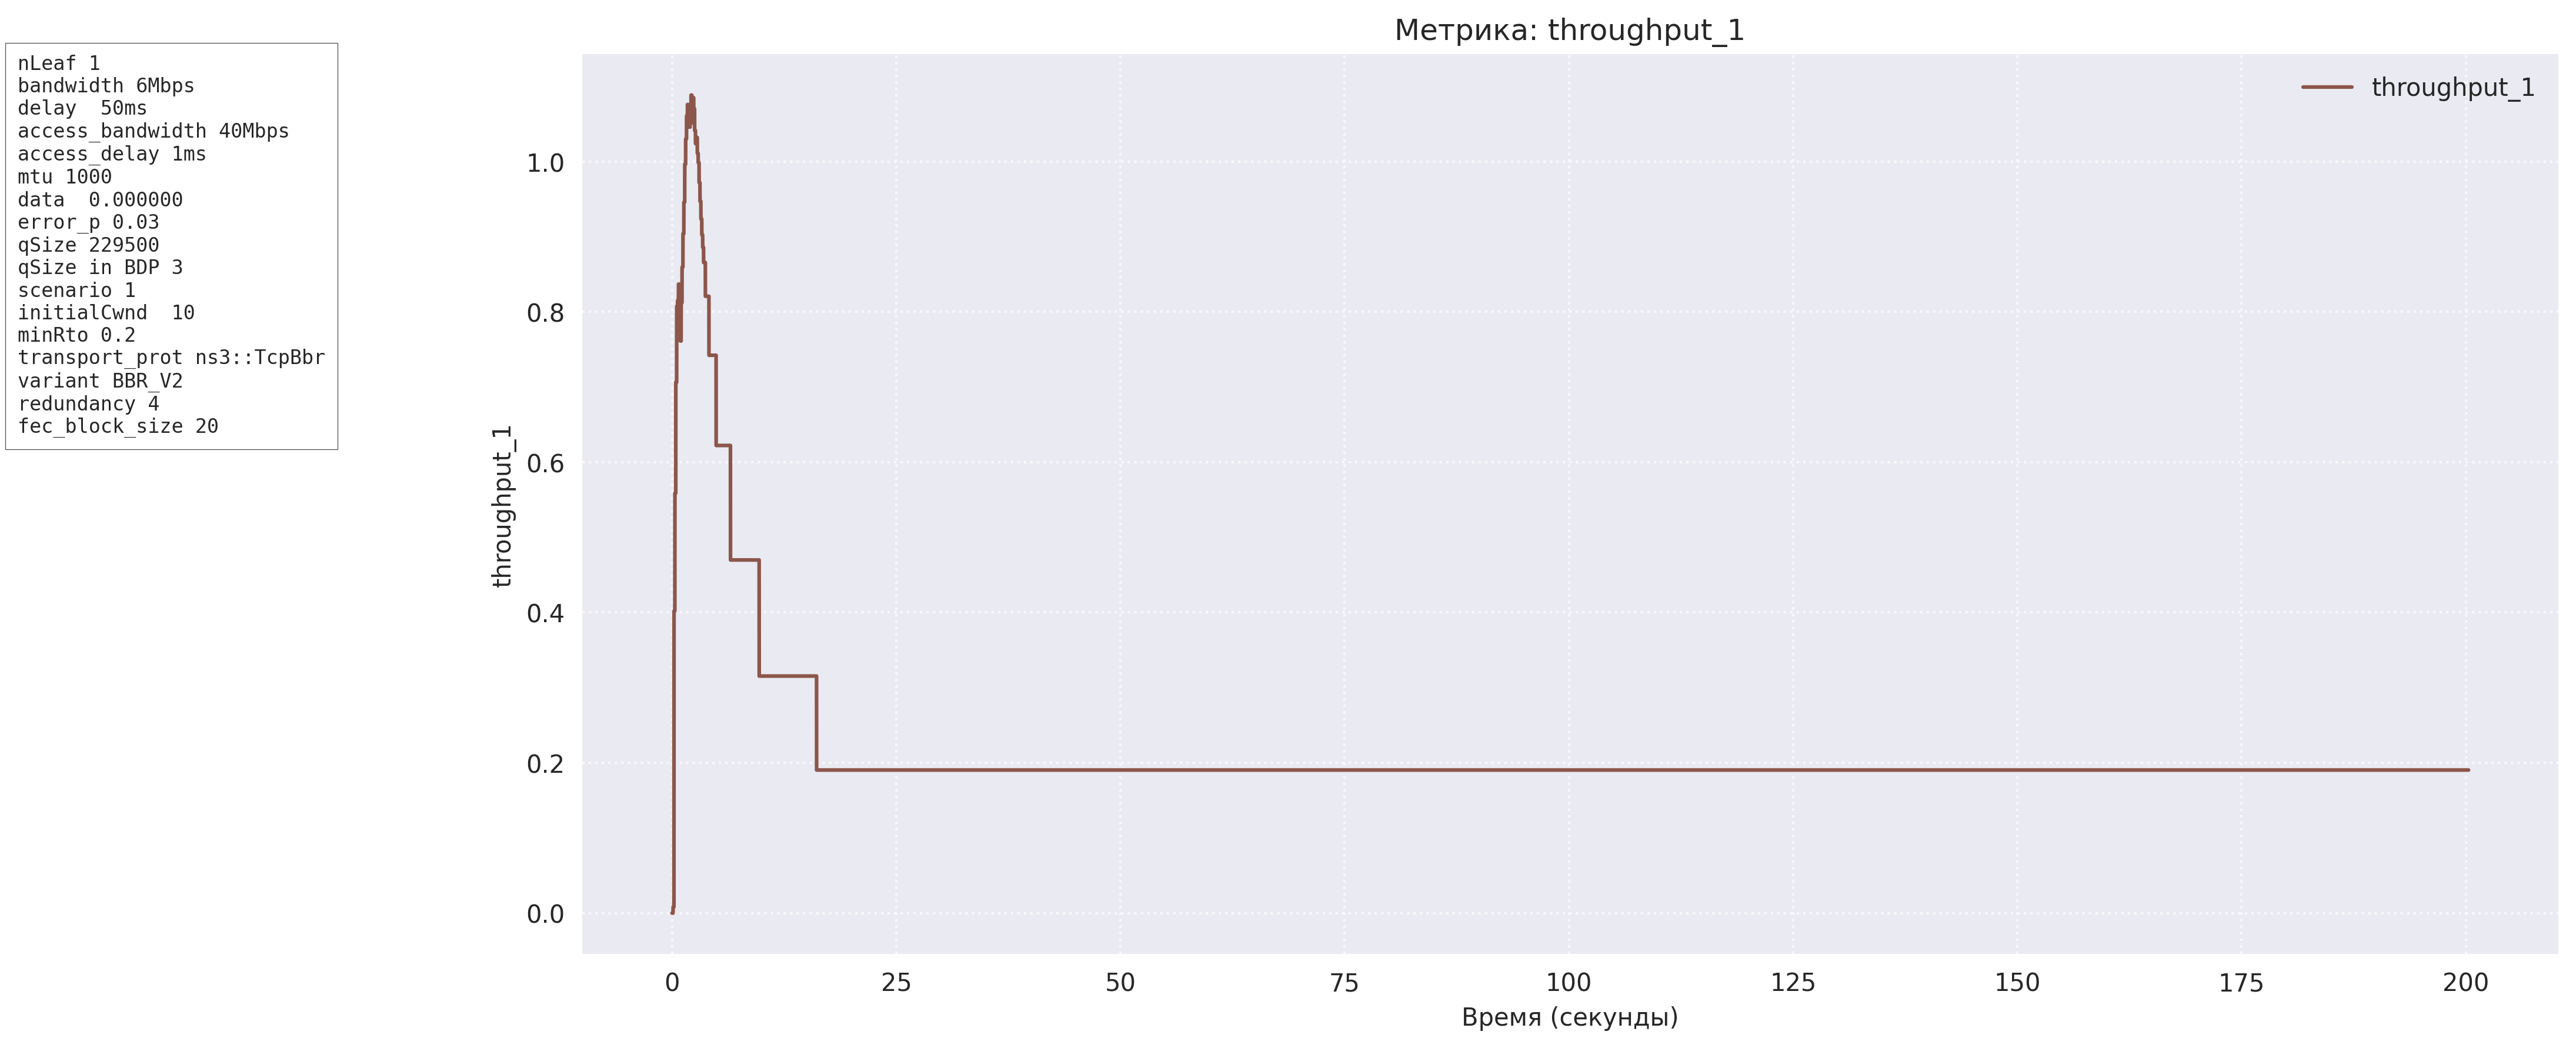 Метрика: throughput_1
nLeaf 1
bandwidth 6Mbps
delay  50ms
access_bandwidth 40Mbps
access_delay 1ms
mtu 1000
data  0.000000
error_p 0.03
qSize 229500
qSize in BDP 3
scenario 1
initialCwnd  10
minRto 0.2
transport_prot ns3::TcpBbr
variant BBR_V2
redundancy 4
fec_block_size 20
throughput_1
throughput_1
1.0
0.8
0.6
0.4
0.2
0.0
0 25 50 75 100 125 150 175 200
Время (секунды)